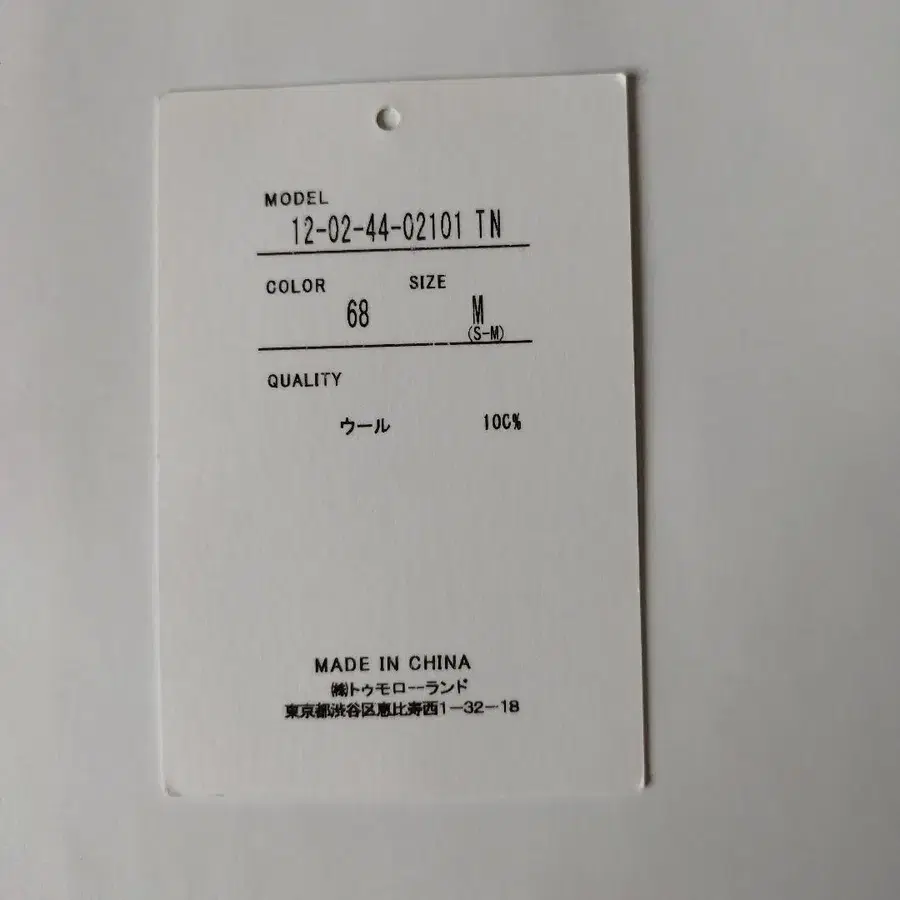 MODEL
12-02-44-02101 TN
COLOR SIZE
68 M
(S-M)
QUALITY
ウール 100%
MADE IN CHINA
㈱トゥモローランド
東京都渋谷区恵比寿西1-32-18